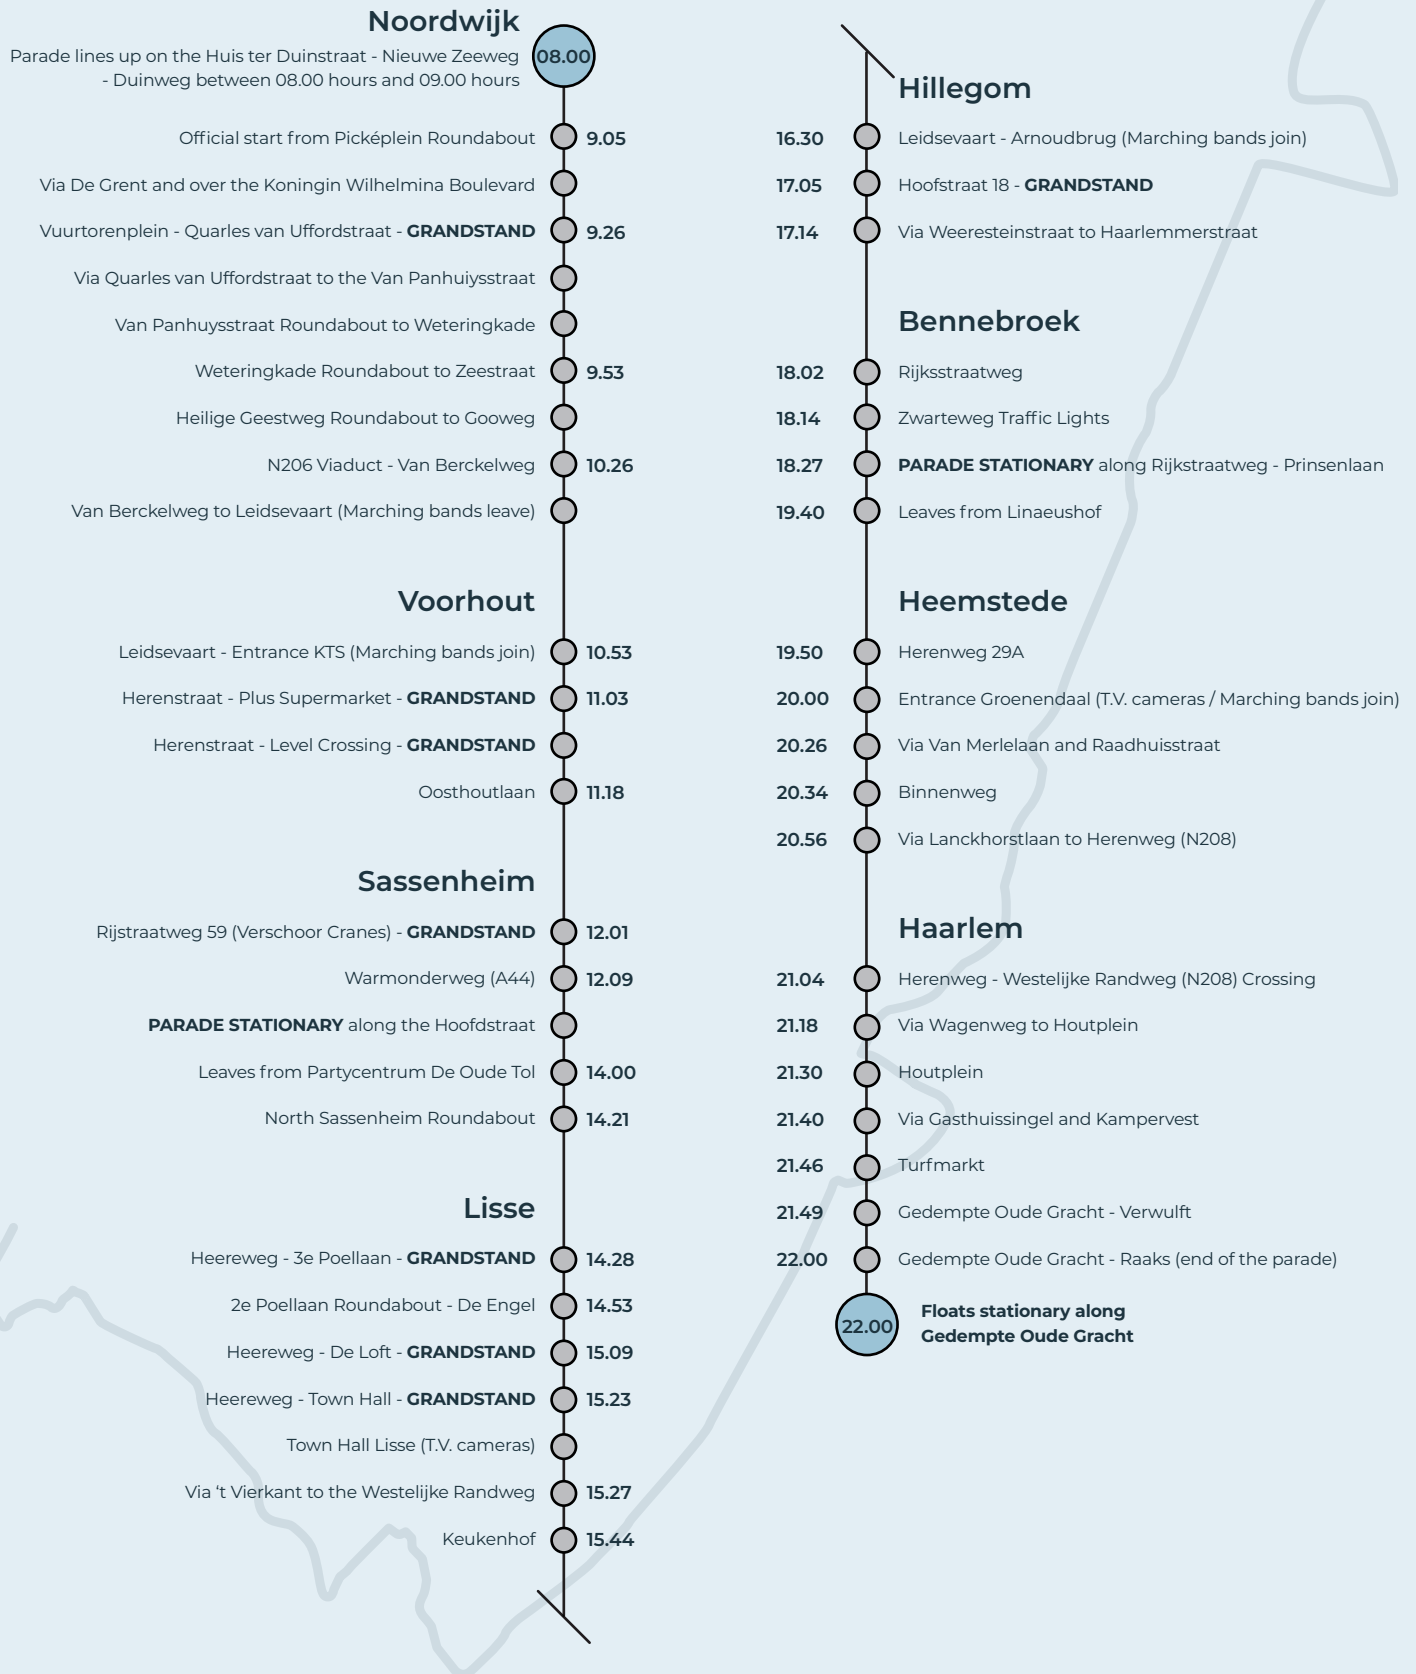 Noordwijk
Parade lines up on the Huis ter Duinstraat - Nieuwe Zeeweg
- Duinweg between 08.00 hours and 09.00 hours
08.00
Official start from Picképlein Roundabout 9.05
Via De Grent and over the Koningin Wilhelmina Boulevard
Vuurtorenplein - Quarles van Uffordstraat - GRANDSTAND 9.26
Via Quarles van Uffordstraat to the Van Panhuiysstraat
Van Panhuysstraat Roundabout to Weteringkade
Weteringkade Roundabout to Zeestraat 9.53
Heilige Geestweg Roundabout to Gooweg
N206 Viaduct - Van Berckelweg 10.26
Van Berckelweg to Leidsevaart (Marching bands leave)
Voorhout
Leidsevaart - Entrance KTS (Marching bands join) 10.53
Herenstraat - Plus Supermarket - GRANDSTAND 11.03
Herenstraat - Level Crossing - GRANDSTAND
Oosthoutlaan 11.18
Sassenheim
Rijstraatweg 59 (Verschoor Cranes) - GRANDSTAND 12.01
Warmonderweg (A44) 12.09
PARADE STATIONARY along the Hoofdstraat
Leaves from Partycentrum De Oude Tol 14.00
North Sassenheim Roundabout 14.21
Lisse
Heereweg - 3e Poellaan - GRANDSTAND 14.28
2e Poellaan Roundabout - De Engel 14.53
Heereweg - De Loft - GRANDSTAND 15.09
Heereweg - Town Hall - GRANDSTAND 15.23
Town Hall Lisse (T.V. cameras)
Via ‘t Vierkant to the Westelijke Randweg 15.27
Keukenhof 15.44
Hillegom
16.30 Leidsevaart - Arnoudbrug (Marching bands join)
17.05 Hoofstraat 18 - GRANDSTAND
17.14 Via Weeresteinstraat to Haarlemmerstraat
Bennebroek
18.02 Rijksstraatweg
18.14 Zwarteweg Traffic Lights
18.27 PARADE STATIONARY along Rijkstraatweg - Prinsenlaan
19.40 Leaves from Linaeushof
Heemstede
19.50 Herenweg 29A
20.00 Entrance Groenendaal (T.V. cameras / Marching bands join)
20.26 Via Van Merlelaan and Raadhuisstraat
20.34 Binnenweg
20.56 Via Lanckhorstlaan to Herenweg (N208)
Haarlem
21.04 Herenweg - Westelijke Randweg (N208) Crossing
21.18 Via Wagenweg to Houtplein
21.30 Houtplein
21.40 Via Gasthuissingel and Kampervest
21.46 Turfmarkt
21.49 Gedempte Oude Gracht - Verwulft
22.00 Gedempte Oude Gracht - Raaks (end of the parade)
22.00
Floats stationary along
Gedempte Oude Gracht